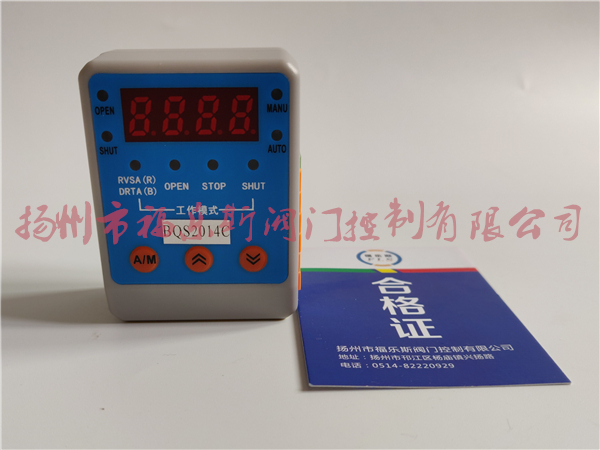 8.8.8.8.
OPEN
MANU
SHUT
AUTO
RVSA(R)
DRTA(B)
OPEN
STOP
SHUT
工作模式
扬州市福乐斯阀门控制有限公司
BQS2014C
A/M
合格证
扬州市福乐斯阀门控制有限公司
地址：扬州市邗江区杨庙镇兴扬路
电话：0514-82220929